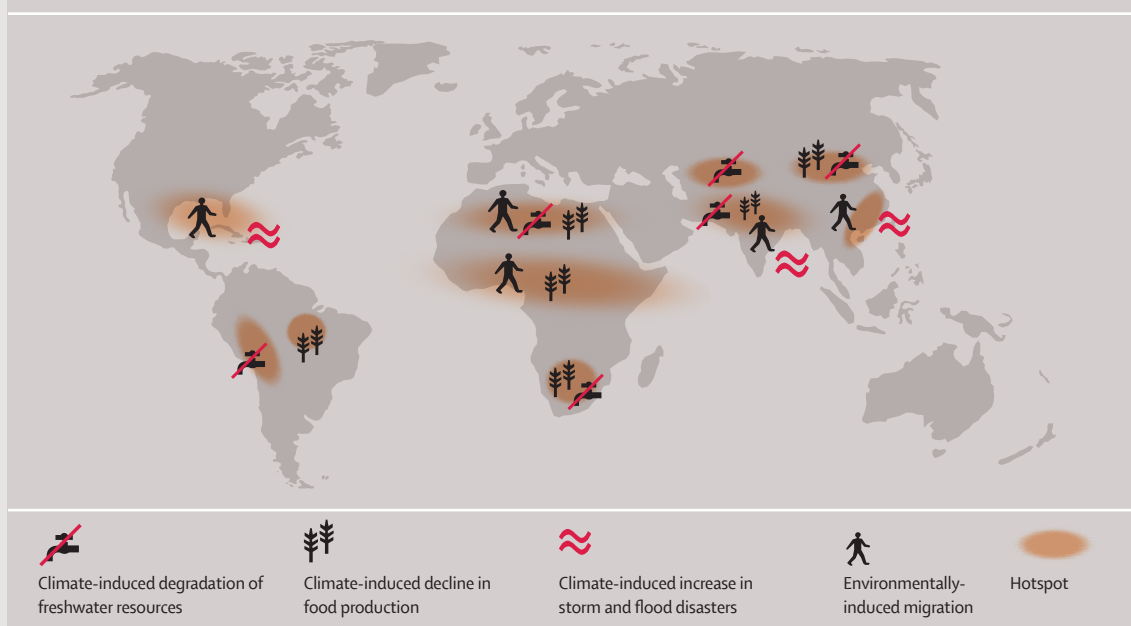 Climate-induced degradation of
freshwater resources
Climate-induced decline in
food production
Climate-induced increase in
storm and flood disasters
Environmentally-
induced migration
Hotspot